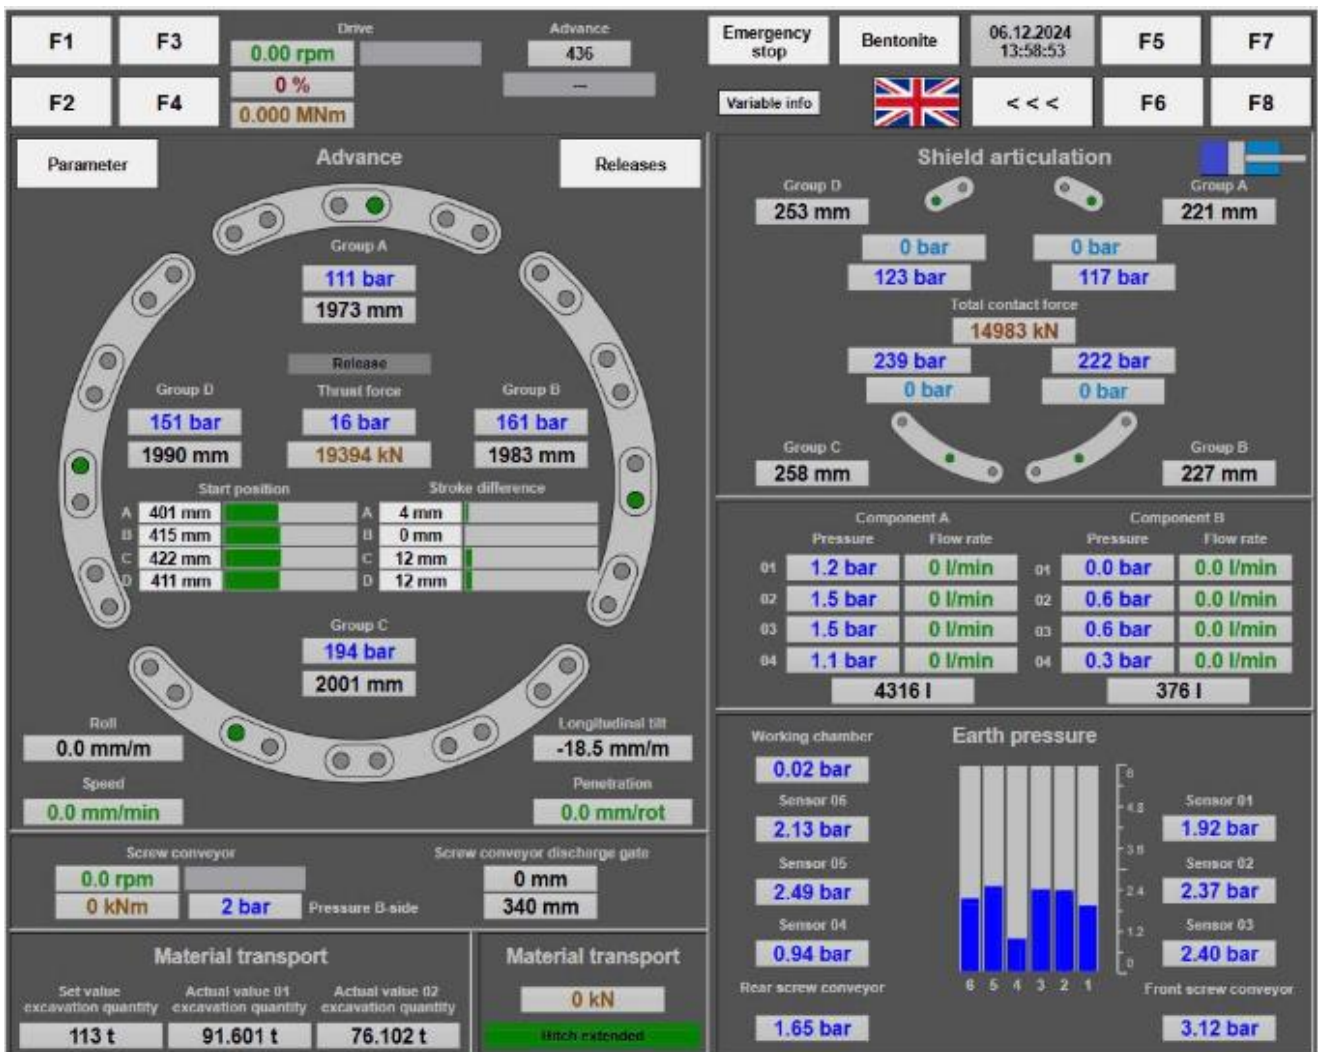 F1
F3
Drive
0.00 rpm
0 %
0.000 MNm
Advance
436
---
Emergency
stop
Bentonite
06.12.2024
13:58:53
F5
F7
F2
F4
Variable info
< < <
F6
F8
Parameter
Advance
Releases
Group A
111 bar
1973 mm
Release
Group D
Thrust force
Group B
151 bar
16 bar
161 bar
1990 mm
19394 kN
1983 mm
Start position
Stroke difference
A 401 mm
A 4 mm
B 415 mm
B 0 mm
C 422 mm
C 12 mm
D 411 mm
D 12 mm
Group C
194 bar
2001 mm
Roll
0.0 mm/m
Longitudinal tilt
-18.5 mm/m
Speed
0.0 mm/min
Penetration
0.0 mm/rot
Screw conveyor
0.0 rpm
0 kNm
2 bar
Pressure B-side
Screw conveyor discharge gate
0 mm
340 mm
Material transport
Set value
excavation quantity
113 t
Actual value 01
excavation quantity
91.601 t
Actual value 02
excavation quantity
76.102 t
Material transport
0 kN
Hitch extended
Shield articulation
Group D
253 mm
Group A
221 mm
0 bar
0 bar
123 bar
117 bar
Total contact force
14983 kN
239 bar
222 bar
0 bar
0 bar
Group C
258 mm
Group B
227 mm
Component A
Component B
Pressure
Flow rate
Pressure
Flow rate
01 1.2 bar 0 l/min 01 0.0 bar 0.0 l/min
02 1.5 bar 0 l/min 02 0.6 bar 0.0 l/min
03 1.5 bar 0 l/min 03 0.6 bar 0.0 l/min
04 1.1 bar 0 l/min 04 0.3 bar 0.0 l/min
4316 l
376 l
Working chamber
Earth pressure
0.02 bar
Sensor 06
2.13 bar
Sensor 05
2.49 bar
Sensor 04
0.94 bar
Rear screw conveyor
1.65 bar
6
4.8
3.6
2.4
1.2
0
6 5 4 3 2 1
Sensor 01
1.92 bar
Sensor 02
2.37 bar
Sensor 03
2.40 bar
Front screw conveyor
3.12 bar